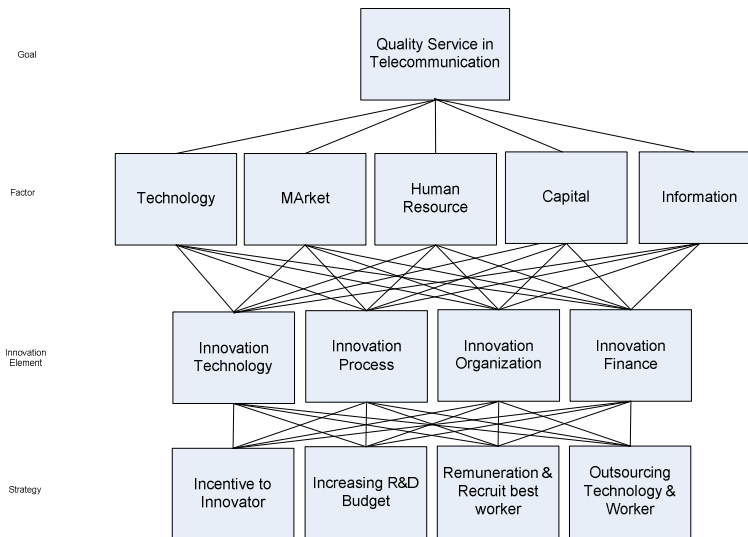 Goal
Quality Service in
Telecommunication
Factor
Technology
MArket
Human
Resource
Capital
Information
Innovation
Element
Innovation
Technology
Innovation
Process
Innovation
Organization
Innovation
Finance
Strategy
Incentive to
Innovator
Increasing R&D
Budget
Remuneration &
Recruit best
worker
Outsourcing
Technology &
Worker